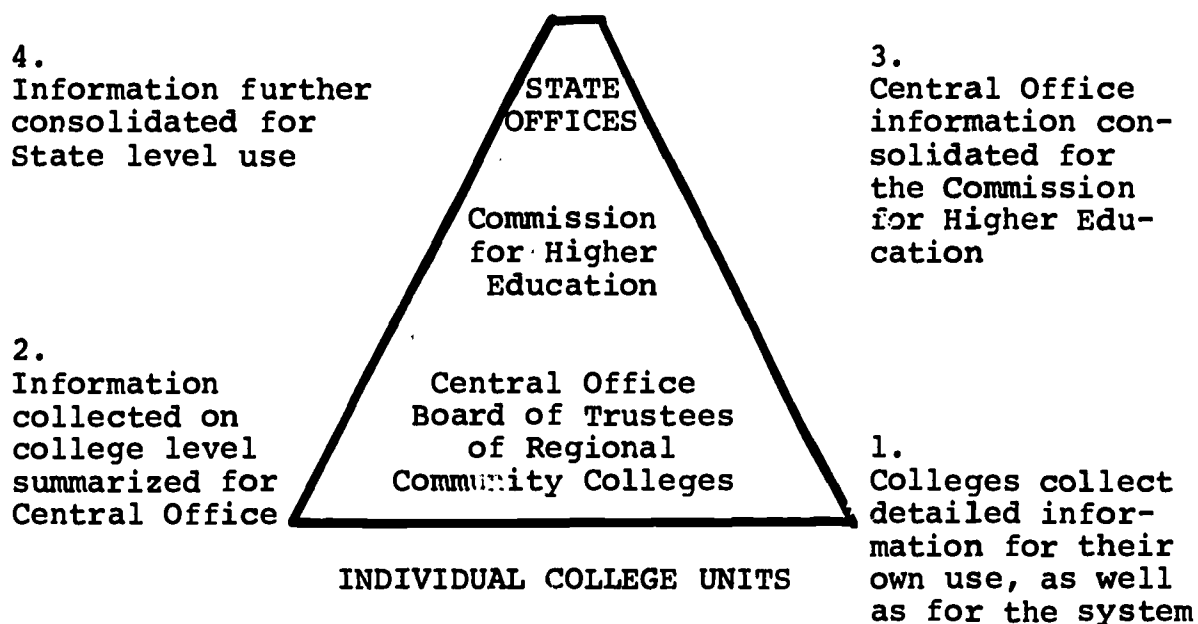 4.
Information further
consolidated for
State level use
STATE
OFFICES
3.
Central Office
information con-
solidated for
the Commission
for Higher Edu-
cation
Commission
for Higher
Education
2.
Information
collected on
college level
summarized for
Central Office
Central Office
Board of Trustees
of Regional
Community Colleges
1.
Colleges collect
detailed infor-
mation for their
own use, as well
as for the system
INDIVIDUAL COLLEGE UNITS